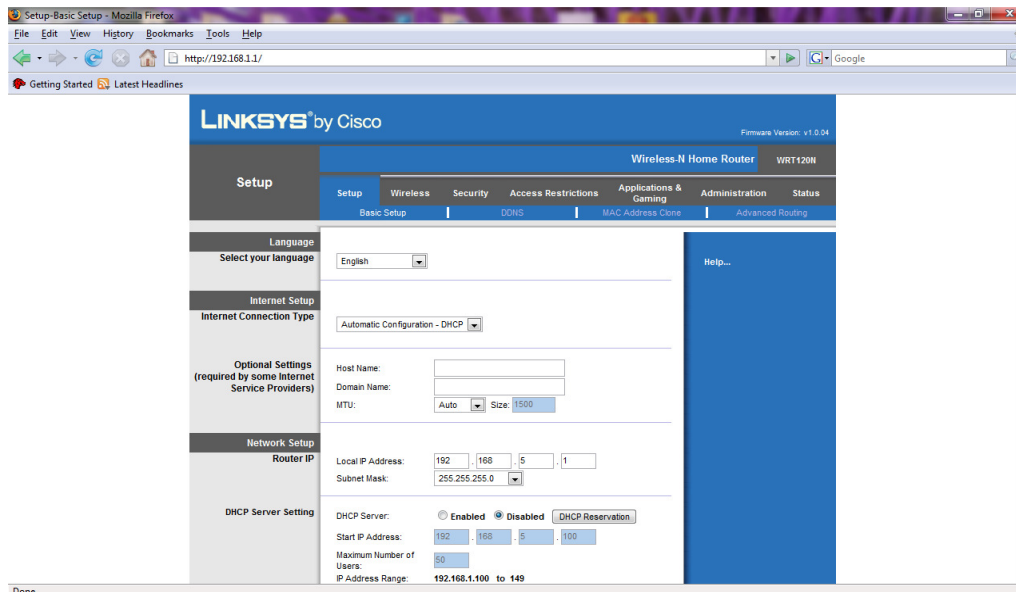 Setup-Basic Setup - Mozilla Firefox
File Edit View History Bookmarks Tools Help
http://192.168.1.1/
G Google
Getting Started Latest Headlines
LINKSYS® by Cisco
Firmware Version: v1.0.04
Wireless-N Home Router WRT120N
Setup
Setup Wireless Security Access Restrictions Applications & Gaming Administration Status
Basic Setup DDNS MAC Address Clone Advanced Routing
Language
Select your language English
Help...
Internet Setup
Internet Connection Type
Automatic Configuration - DHCP
Optional Settings
(required by some Internet
Service Providers)
Host Name:
Domain Name:
MTU: Auto Size: 1500
Network Setup
Router IP
Local IP Address: 192 . 168 . 5 . 1
Subnet Mask: 255.255.255.0
DHCP Server Setting
DHCP Server: Enabled Disabled DHCP Reservation
Start IP Address: 192 . 168 . 5 . 100
Maximum Number of
Users: 50
IP Address Range: 192.168.1.100 to 149
Done